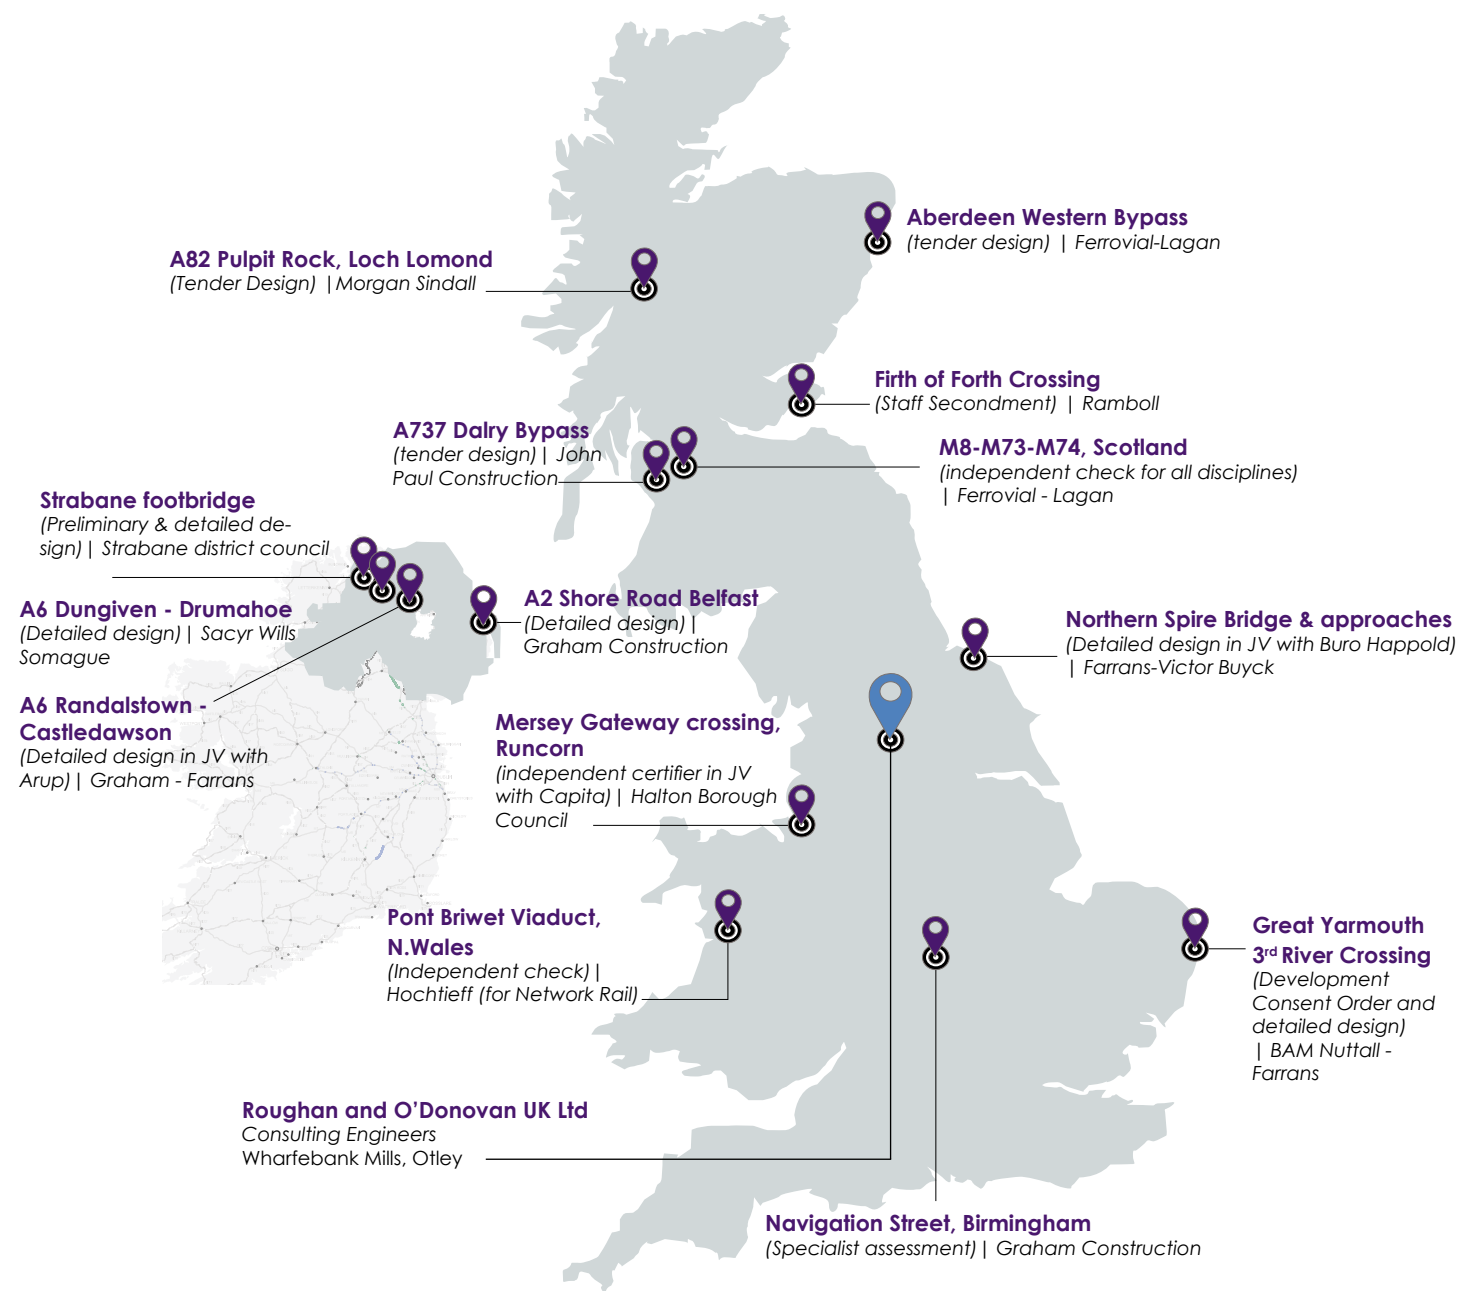 Aberdeen Western Bypass
(tender design) | Ferrovial-Lagan
A82 Pulpit Rock, Loch Lomond
(Tender Design) |Morgan Sindall
Firth of Forth Crossing
(Staff Secondment) | Ramboll
A737 Dalry Bypass
(tender design)| John
Paul Construction
M8-M73-M74, Scotland
(independent check for all disciplines)
| Ferrovial - Lagan
Strabane footbridge
(Preliminary & detailed de-
sign)| Strabane district council
A6 Dungiven - Drumahoe
(Detailed design)| Sacyr Wills
Somague
A2 Shore Road Belfast
(Detailed design)|
Graham Construction
Northern Spire Bridge & approaches
(Detailed design in JV with Buro Happold)
| Farrans-Victor Buyck
A6 Randalstown -
Castledawson
(Detailed design in JV with
Arup)| Graham - Farrans
Mersey Gateway crossing,
Runcorn
(independent certifier in JV
with Capita)| Halton Borough
Council
Pont Briwet Viaduct,
N.Wales
(Independent check)|
Hochtieff (for Network Rail)
Great Yarmouth
3rd River Crossing
(Development
Consent Order and
detailed design)
| BAM Nuttall -
Farrans
Roughan and O’Donovan UK Ltd
Consulting Engineers
Wharfebank Mills, Otley
Navigation Street, Birmingham
(Specialist assessment)| Graham Construction